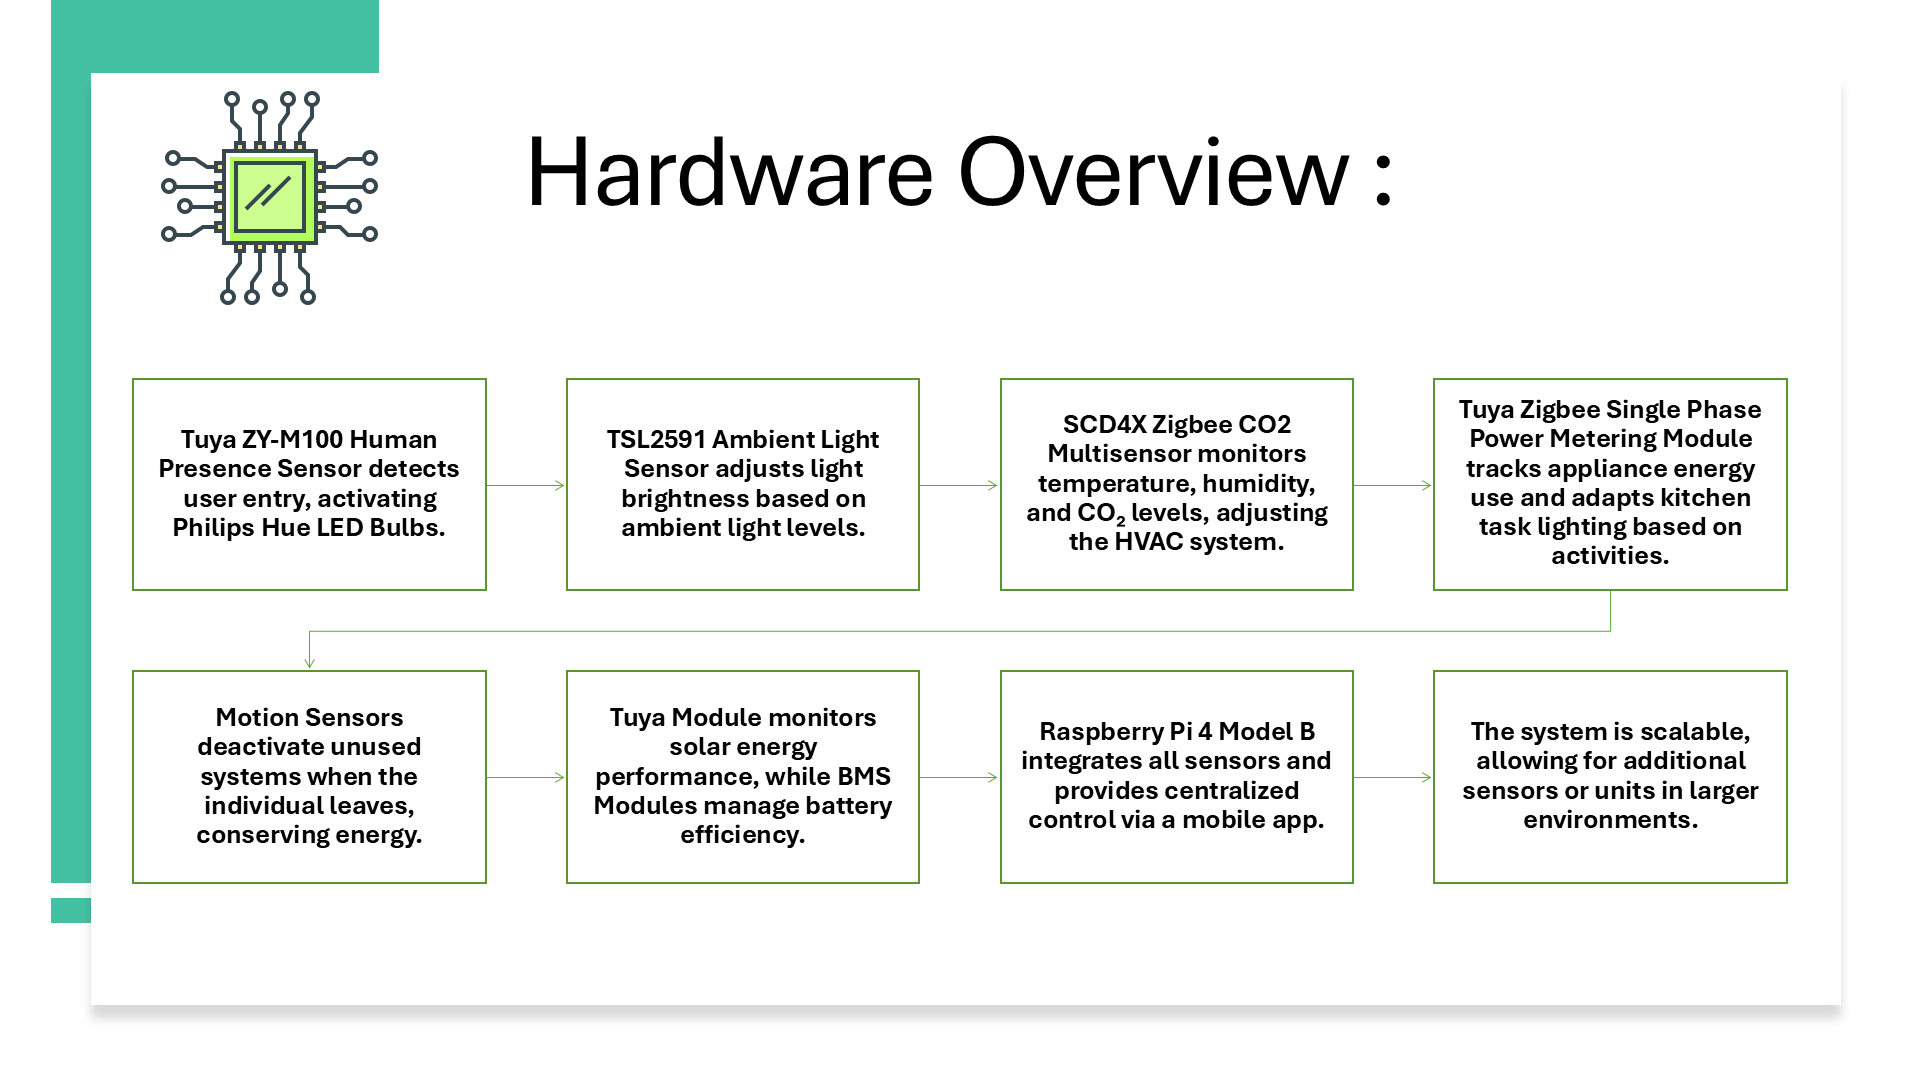 Hardware Overview :
Tuya ZY-M100 Human
Presence Sensor detects
user entry, activating
Philips Hue LED Bulbs.
TSL2591 Ambient Light
Sensor adjusts light
brightness based on
ambient light levels.
SCD4X Zigbee CO2
Multisensor monitors
temperature, humidity,
and CO₂ levels, adjusting
the HVAC system.
Tuya Zigbee Single Phase
Power Metering Module
tracks appliance energy
use and adapts kitchen
task lighting based on
activities.
Motion Sensors
deactivate unused
systems when the
individual leaves,
conserving energy.
Tuya Module monitors
solar energy
performance, while BMS
Modules manage battery
efficiency.
Raspberry Pi 4 Model B
integrates all sensors and
provides centralized
control via a mobile app.
The system is scalable,
allowing for additional
sensors or units in larger
environments.